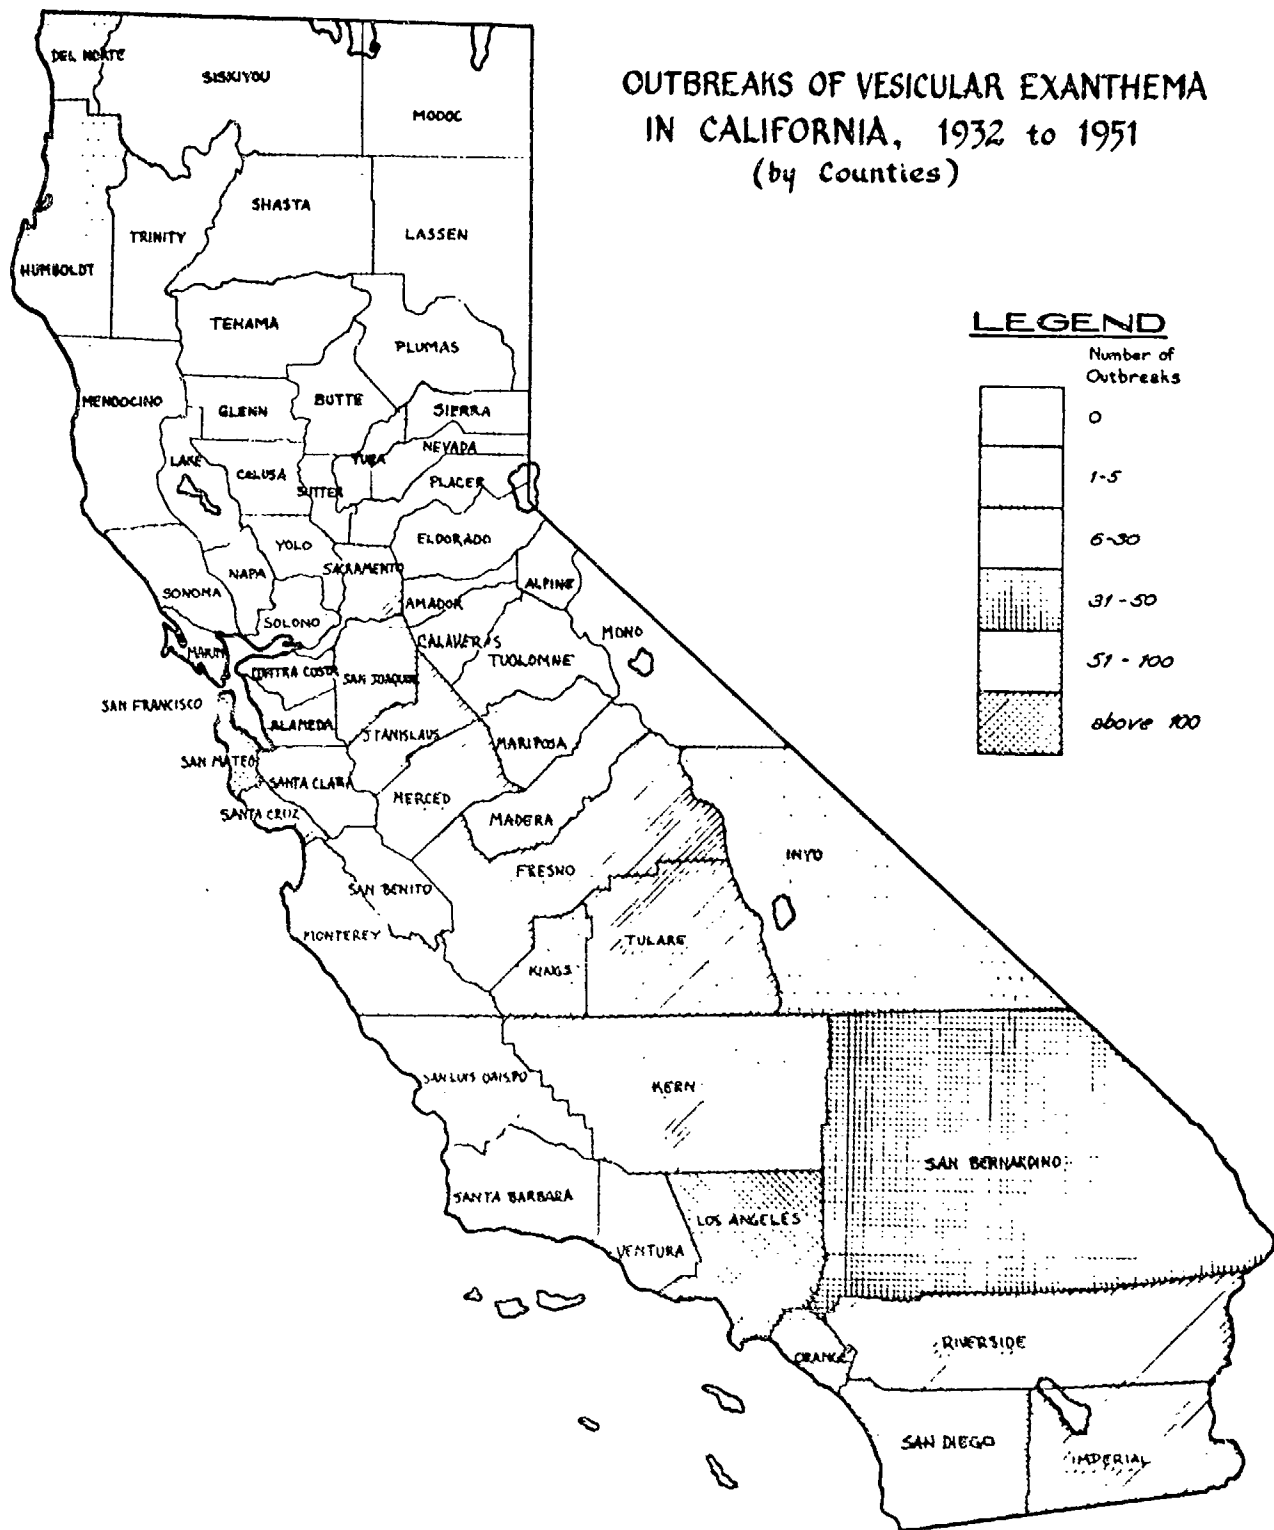 OUTBREAKS OF VESICULAR EXANTHEMA
IN CALIFORNIA, 1932 to 1951
(by Counties)
LEGEND
Number of
Outbreaks
0
1-5
6-30
31-50
51-100
above 100
DEL NORTE
SISKIYOU
MODOC
SHASTA
TRINITY
LASSEN
HUMBOLDT
TEHAMA
PLUMAS
MENDOCINO
GLENN
BUTTE
SIERRA
NEVADA
LAKE
COLUSA
YUBA
SUTTER
PLACER
YOLO
ELDORADO
NAPA
SACRAMENTO
SONOMA
ALPINE
AMADOR
SOLONO
MONO
MARIN
CALAVERAS
TUOLOMNE
CONTRA COSTA
SAN JOAQUIN
SAN FRANCISCO
ALAMEDA
STANISLAUS
MARIPOSA
SAN MATEO
SANTA CLARA
MERCED
SANTA CRUZ
MADERA
INYO
FRESNO
SAN BENITO
MONTEREY
TULARE
KINGS
SAN LUIS OBISPO
KERN
SAN BERNARDINO
SANTA BARBARA
LOS ANGELES
VENTURA
ORANGE
RIVERSIDE
SAN DIEGO
IMPERIAL